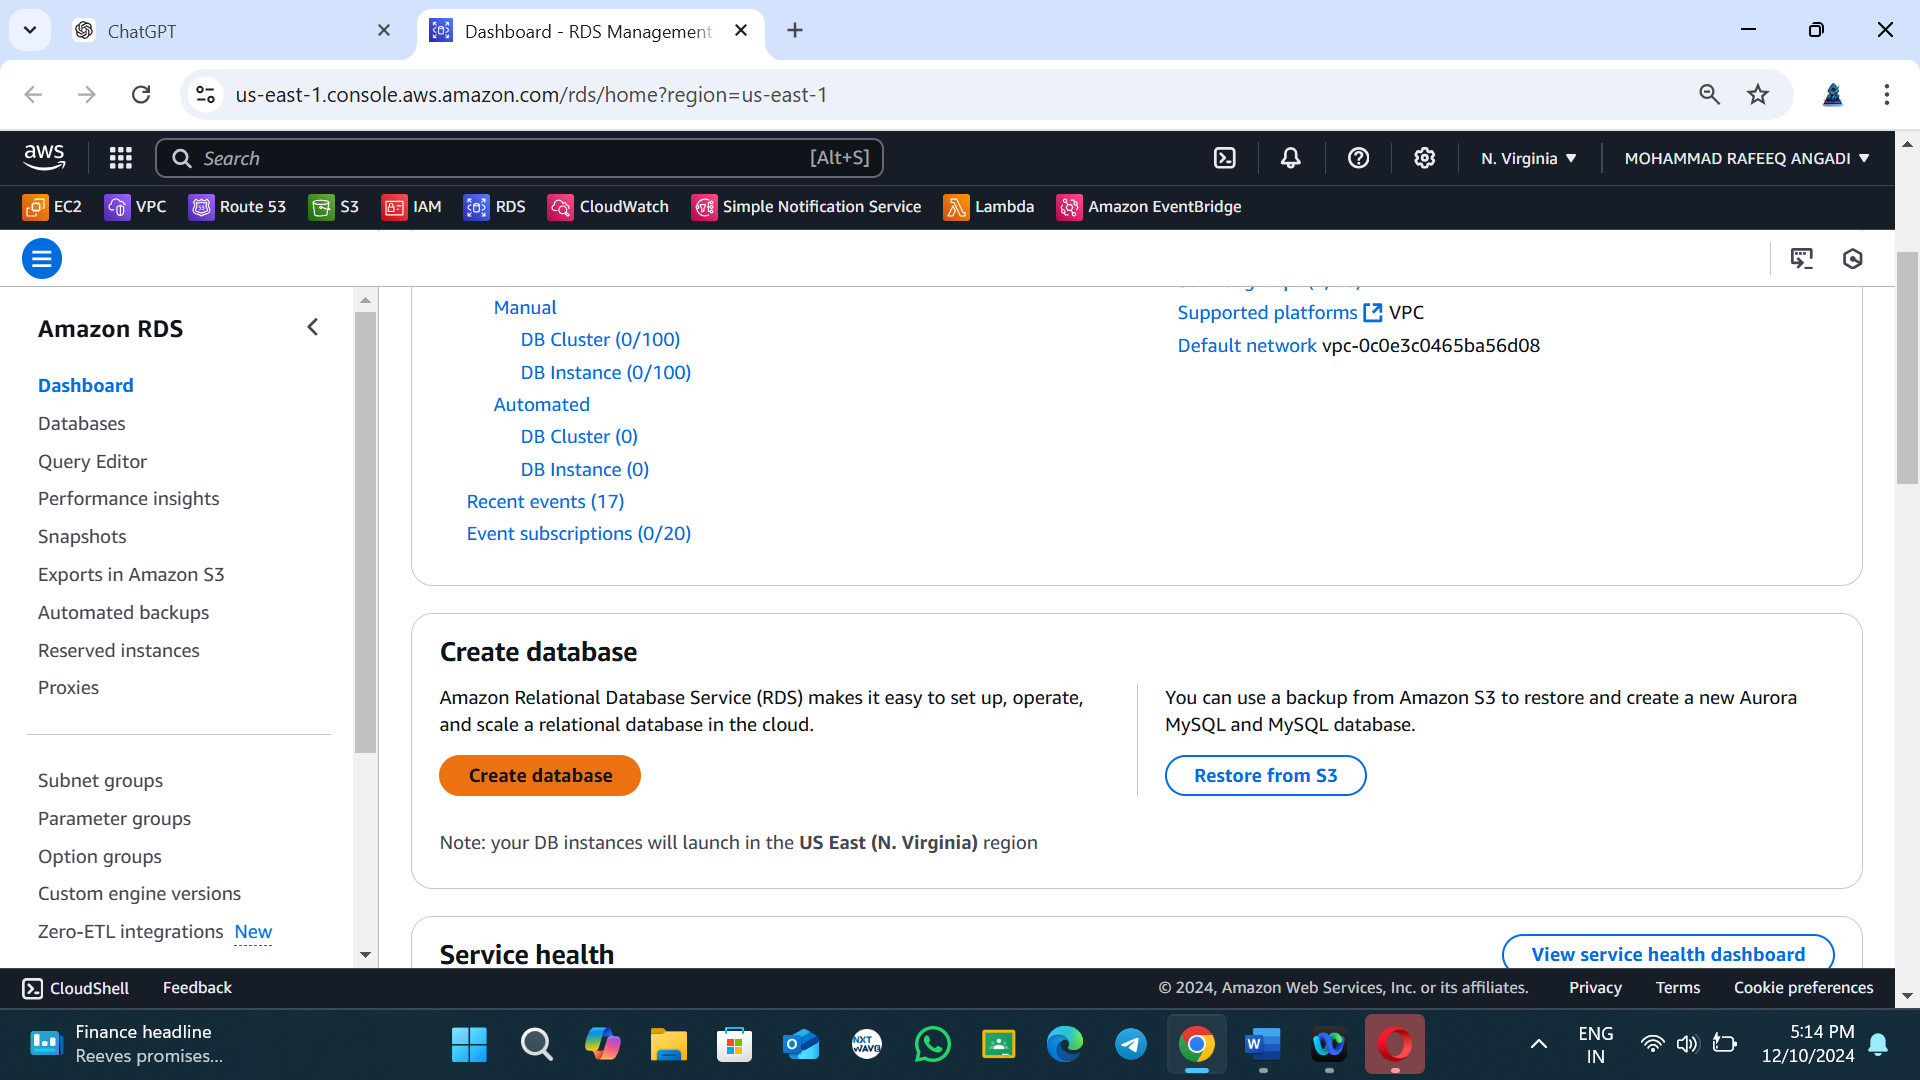 ChatGPT
Dashboard - RDS Management
us-east-1.console.aws.amazon.com/rds/home?region=us-east-1
aws
Search
[Alt+S]
N. Virginia ▼
MOHAMMAD RAFEEQ ANGADI ▼
EC2
VPC
Route 53
S3
IAM
RDS
CloudWatch
Simple Notification Service
Lambda
Amazon EventBridge
Amazon RDS
Dashboard
Databases
Query Editor
Performance insights
Snapshots
Exports in Amazon S3
Automated backups
Reserved instances
Proxies
Subnet groups
Parameter groups
Option groups
Custom engine versions
Zero-ETL integrations New
Manual
DB Cluster (0/100)
DB Instance (0/100)
Automated
DB Cluster (0)
DB Instance (0)
Recent events (17)
Event subscriptions (0/20)
Supported platforms VPC
Default network vpc-0c0e3c0465ba56d08
Create database
Amazon Relational Database Service (RDS) makes it easy to set up, operate,
and scale a relational database in the cloud.
Create database
You can use a backup from Amazon S3 to restore and create a new Aurora
MySQL and MySQL database.
Restore from S3
Note: your DB instances will launch in the US East (N. Virginia) region
Service health
View service health dashboard
CloudShell
Feedback
© 2024, Amazon Web Services, Inc. or its affiliates.
Privacy
Terms
Cookie preferences
Finance headline
Reeves promises...
NXT
WAVE
ENG
IN
5:14 PM
12/10/2024